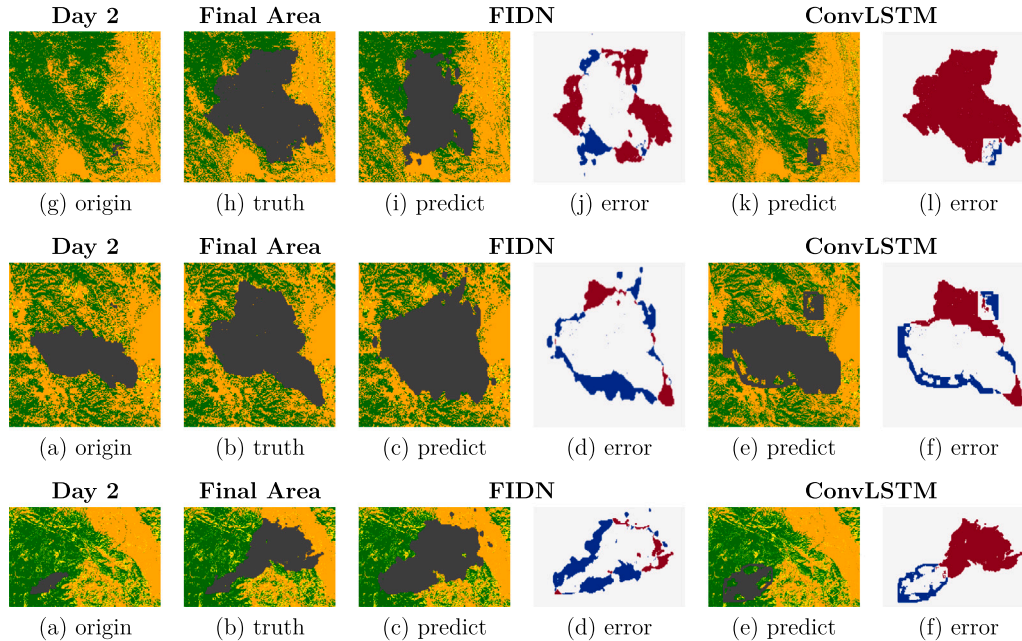 Day 2 Final Area FIDN ConvLSTM
(g) origin (h) truth (i) predict (j) error (k) predict (l) error
Day 2 Final Area FIDN ConvLSTM
(a) origin (b) truth (c) predict (d) error (e) predict (f) error
Day 2 Final Area FIDN ConvLSTM
(a) origin (b) truth (c) predict (d) error (e) predict (f) error